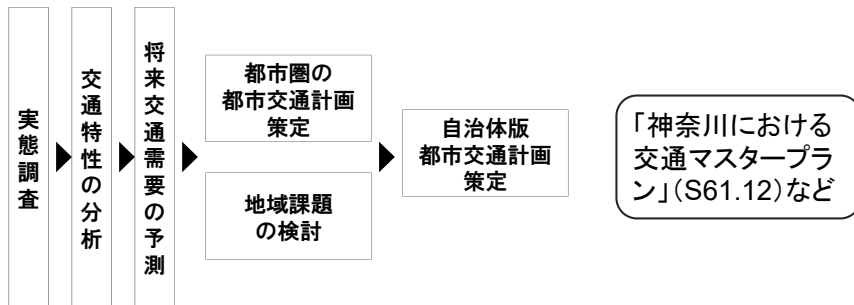 実態調査
交通特性の分析
将来交通需要の予測
都市圏の
都市交通計画
策定
地域課題
の検討
自治体版
都市交通計画
策定
「神奈川における
交通マスタープラ
ン」（S61.12）など